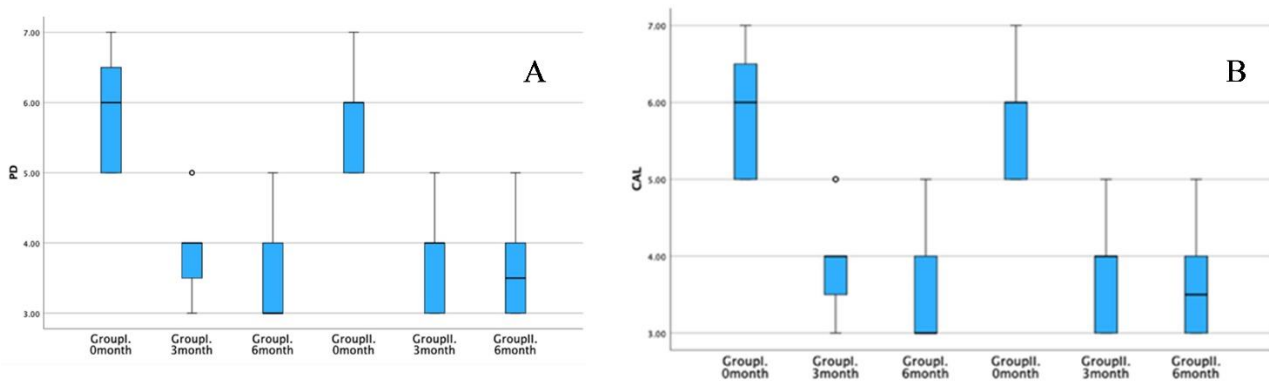 A
7.00
6.00
5.00
4.00
3.00
PD
GroupI. GroupI. GroupI. GroupII. GroupII. GroupII.
0month 3month 6month 0month 3month 6month
B
7.00
6.00
5.00
4.00
3.00
CAL
GroupI. GroupI. GroupI. GroupII. GroupII. GroupII.
0month 3month 6month 0month 3month 6month